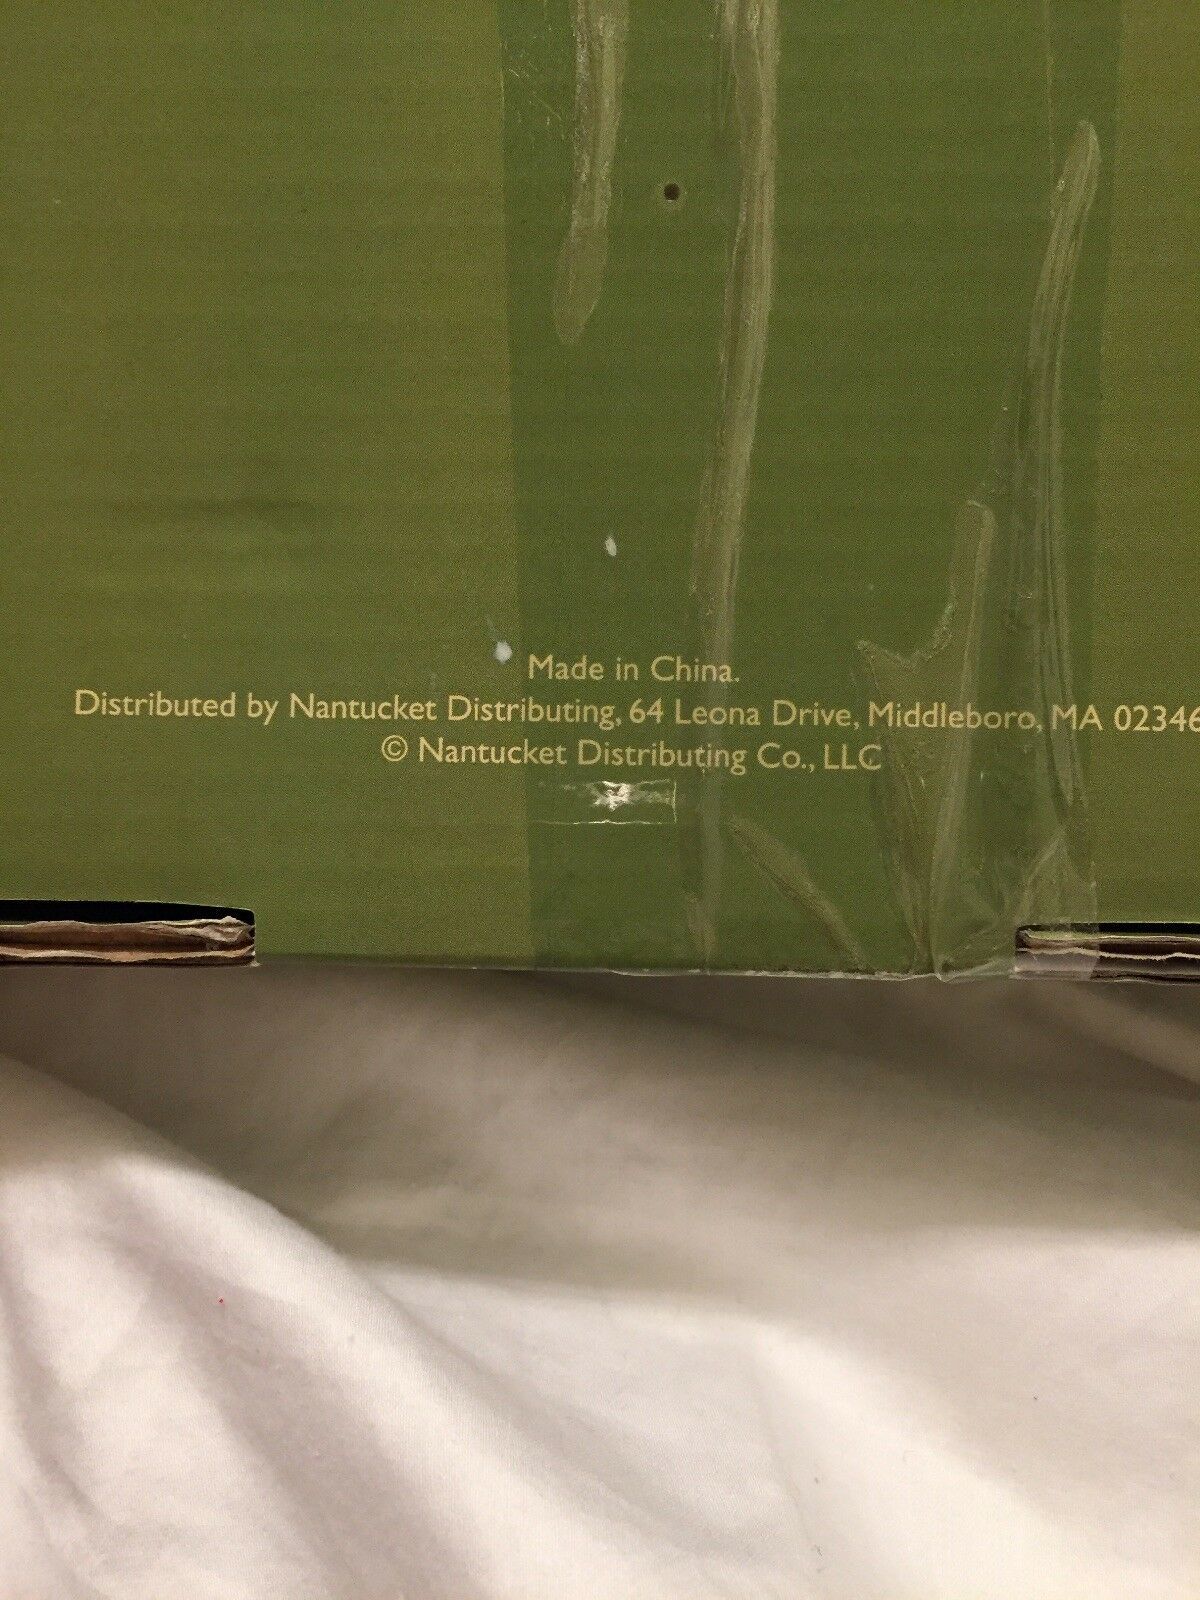 Made in China.
Distributed by Nantucket Distributing, 64 Leona Drive, Middleboro, MA 02346
© Nantucket Distributing Co., LLC